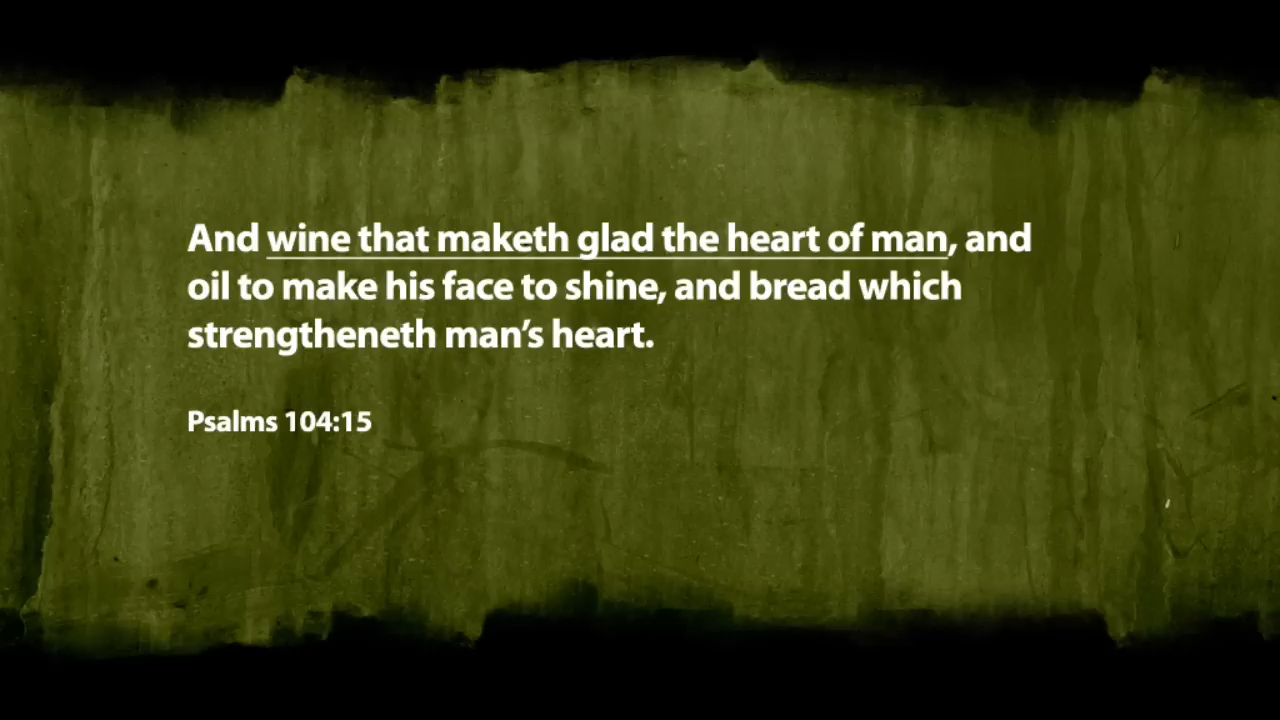 And wine that maketh glad the heart of man, and
oil to make his face to shine, and bread which
strengtheneth man’s heart.
Psalms 104:15